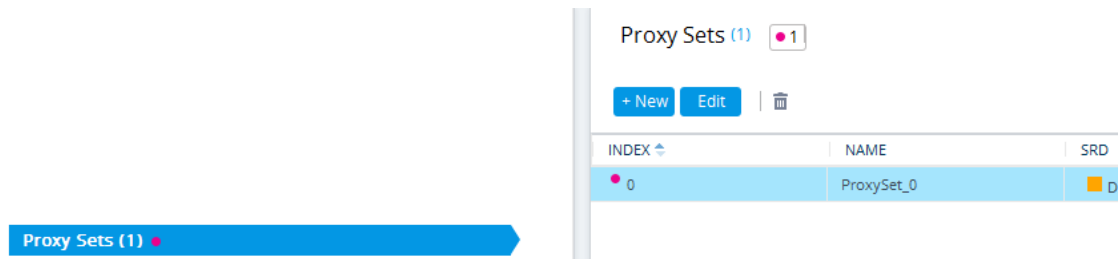 Proxy Sets (1) 1
+ New Edit
INDEX NAME SRD
0 ProxySet_0 D
Proxy Sets (1)